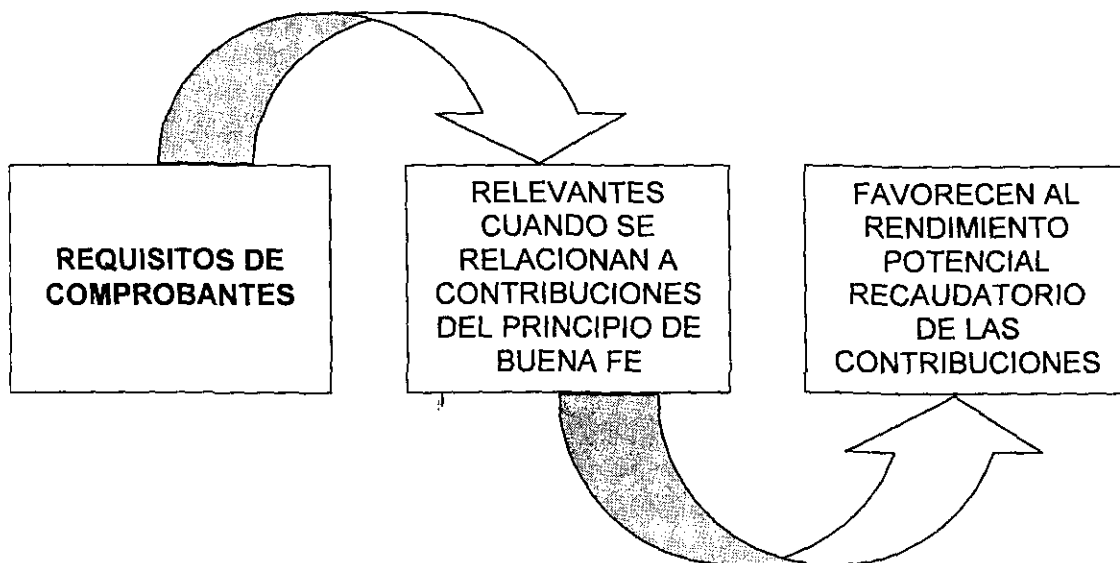 REQUISITOS DE
COMPROBANTES
RELEVANTES
CUANDO SE
RELACIONAN A
CONTRIBUCIONES
DEL PRINCIPIO DE
BUENA FE
FAVORECEN AL
RENDIMIENTO
POTENCIAL
RECAUDATORIO
DE LAS
CONTRIBUCIONES